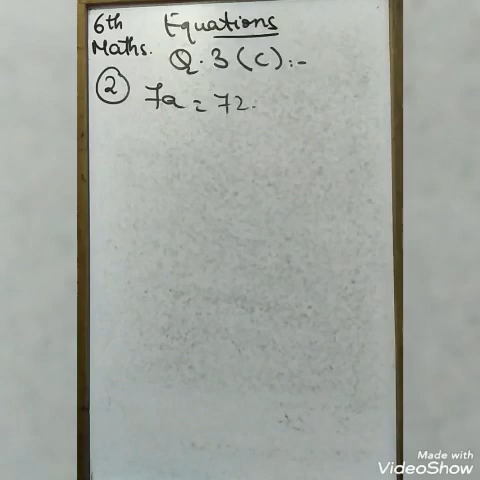 6th Equations
Maths. Q.3 (C):-
② 7a = 72.
Made with
VideoShow